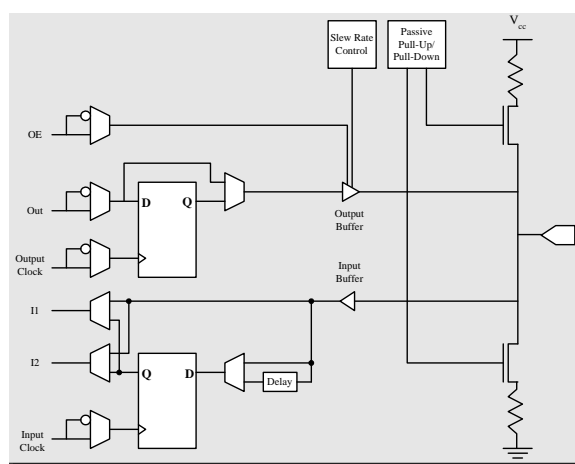 Slew Rate
Control
Passive
Pull-Up/
Pull-Down
Vcc
OE
Out
D
Q
Output
Buffer
Output
Clock
Input
Buffer
I1
I2
Q
D
Delay
Input
Clock